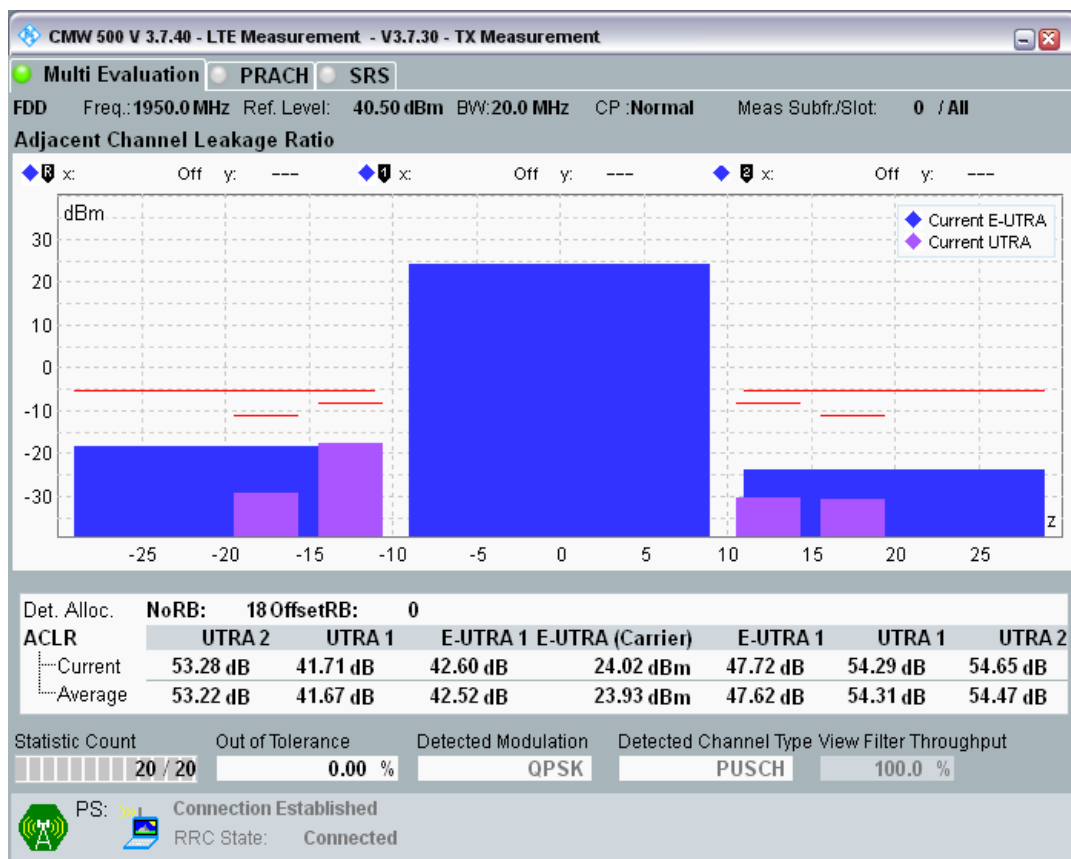 CMW 500 V 3.7.40 - LTE Measurement - V3.7.30 - TX Measurement
Multi Evaluation PRACH SRS
FDD Freq.: 1950.0 MHz Ref. Level: 40.50 dBm BW: 20.0 MHz CP : Normal Meas Subfr./Slot: 0 / All
Adjacent Channel Leakage Ratio
R x: Off y: --- 1 x: Off y: --- 2 x: Off y: ---
dBm
Current E-UTRA
Current UTRA
30
20
10
0
-10
-20
-30
z
-25 -20 -15 -10 -5 0 5 10 15 20 25
Det. Alloc. NoRB: 18 OffsetRB: 0
ACLR UTRA 2 UTRA 1 E-UTRA 1 E-UTRA (Carrier) E-UTRA 1 UTRA 1 UTRA 2
Current 53.28 dB 41.71 dB 42.60 dB 24.02 dBm 47.72 dB 54.29 dB 54.65 dB
Average 53.22 dB 41.67 dB 42.52 dB 23.93 dBm 47.62 dB 54.31 dB 54.47 dB
Statistic Count Out of Tolerance Detected Modulation Detected Channel Type View Filter Throughput
20 / 20 0.00 % QPSK PUSCH 100.0 %
PS: Connection Established
RRC State: Connected